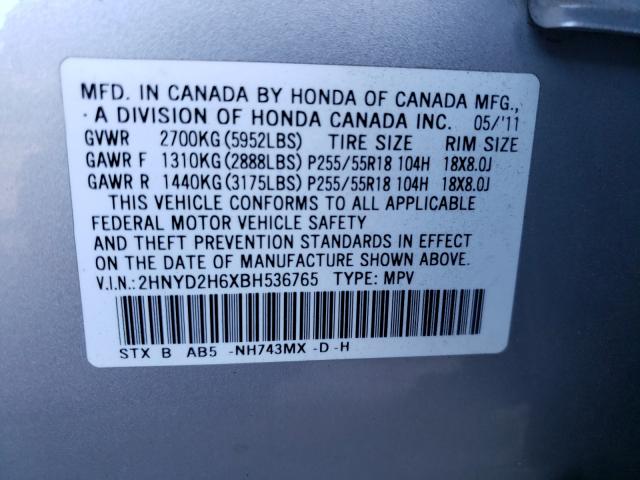 MFD. IN CANADA BY HONDA OF CANADA MFG.,
A DIVISION OF HONDA CANADA INC. 05/'11
GVWR 2700KG(5952LBS) TIRE SIZE RIM SIZE
GAWR F 1310KG(2888LBS) P255/55R18 104H 18X8.0J
GAWR R 1440KG(3175LBS) P255/55R18 104H 18X8.0J
THIS VEHICLE CONFORMS TO ALL APPLICABLE
FEDERAL MOTOR VEHICLE SAFETY
AND THEFT PREVENTION STANDARDS IN EFFECT
ON THE DATE OF MANUFACTURE SHOWN ABOVE.
V.I.N.:2HNYD2H6XBH536765 TYPE: MPV
STX B AB5 -NH743MX -D -H